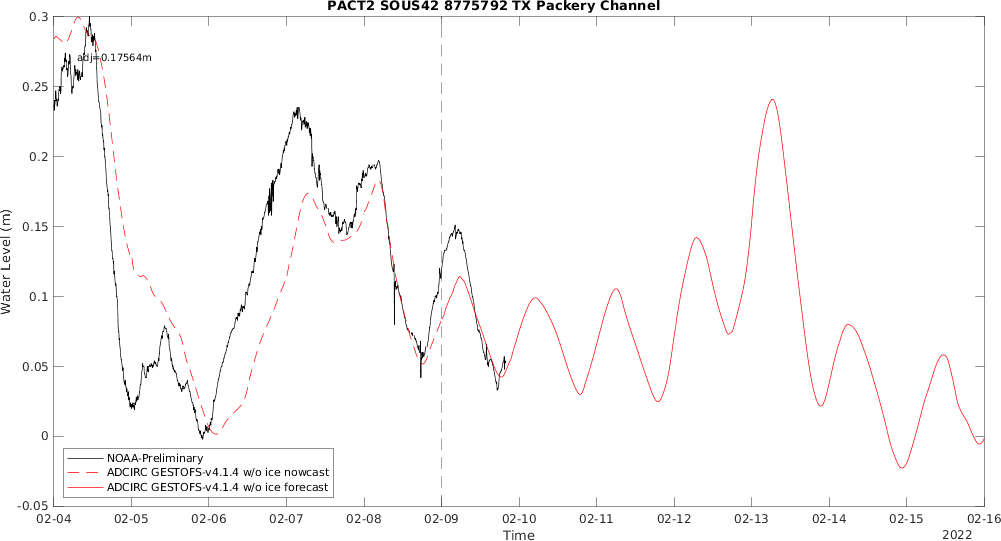 PACT2 SOUS42 8775792 TX Packery Channel
0.3
adj=0.17564m
0.25
0.2
0.15
0.1
0.05
0
-0.05
Water Level (m)
NOAA-Preliminary
ADCIRC GESTOFS-v4.1.4 w/o ice nowcast
ADCIRC GESTOFS-v4.1.4 w/o ice forecast
02-04 02-05 02-06 02-07 02-08 02-09 02-10 02-11 02-12 02-13 02-14 02-15 02-16
Time
2022